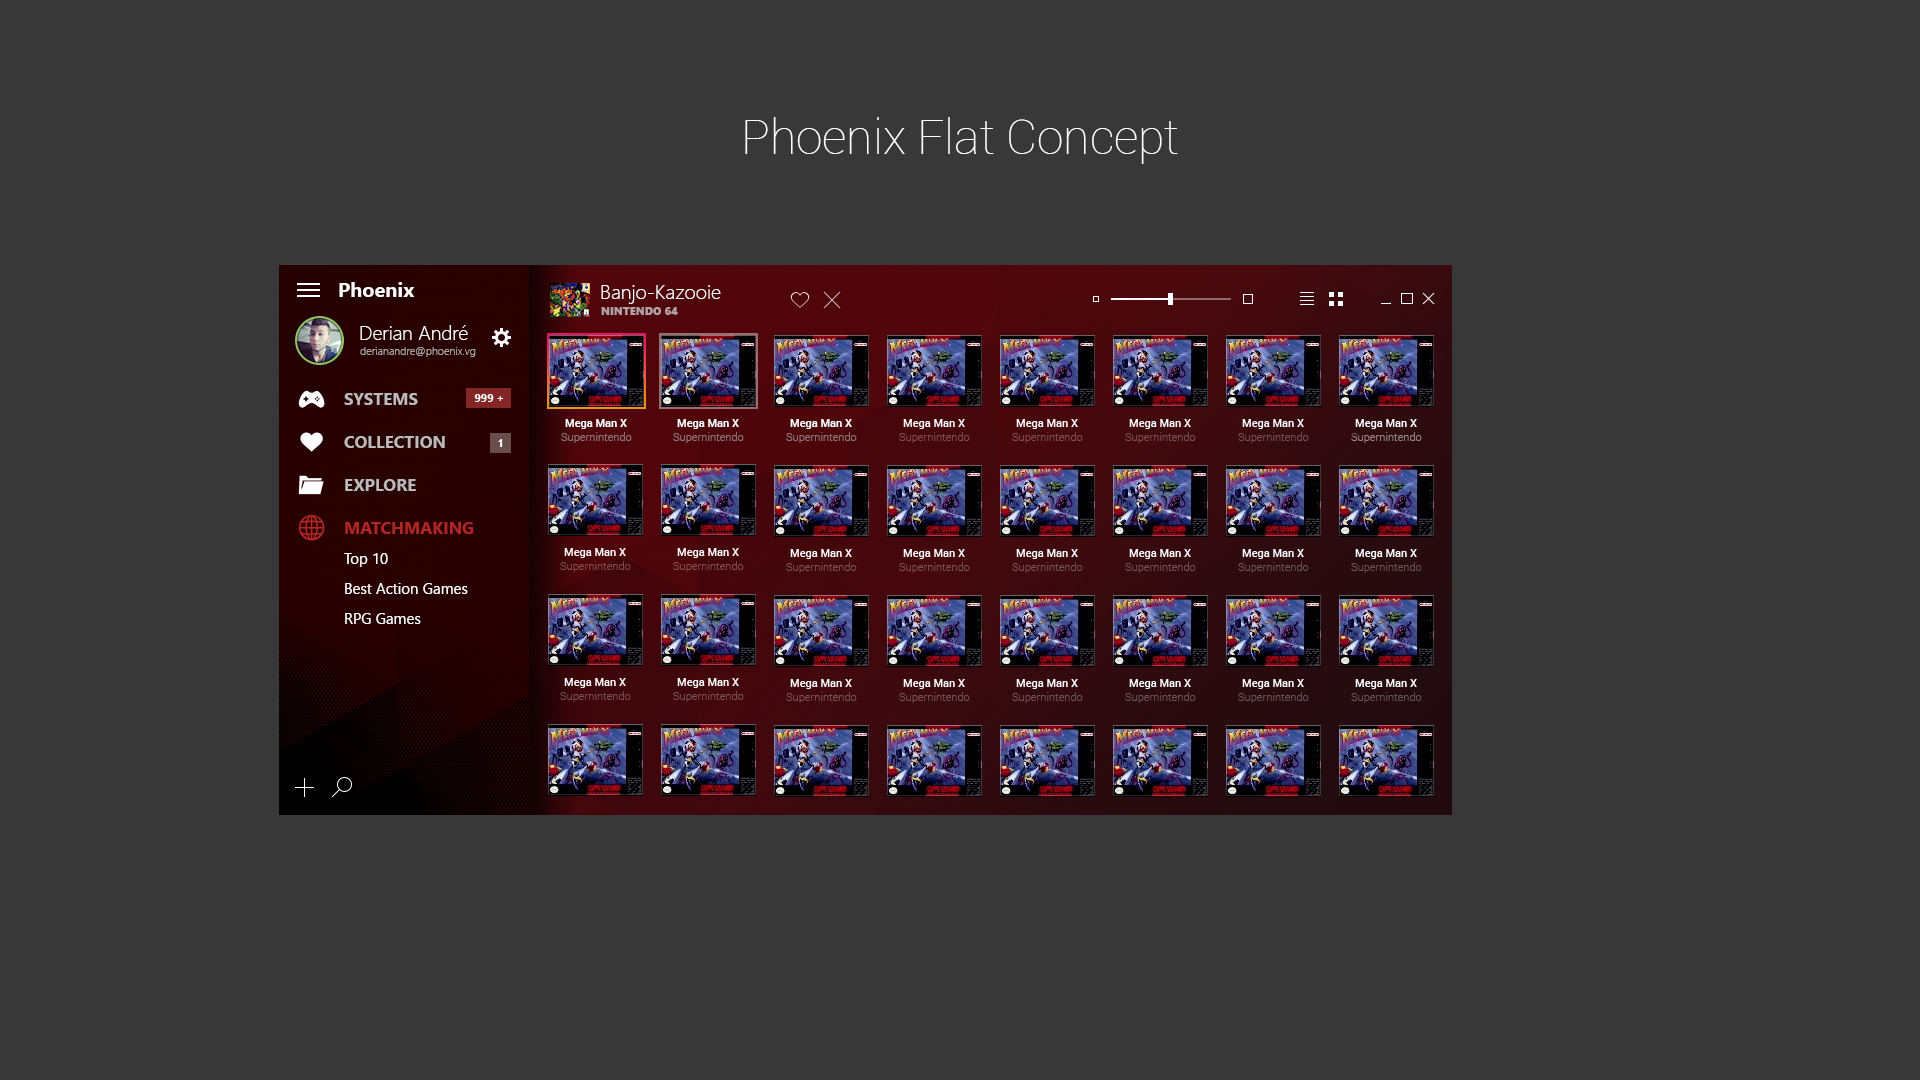 Phoenix Flat Concept
Phoenix
Derian André
derianandre@phoenix.vg
SYSTEMS
999 +
COLLECTION
1
EXPLORE
MATCHMAKING
Top 10
Best Action Games
RPG Games
Banjo-Kazooie
NINTENDO 64
Mega Man X Mega Man X Mega Man X Mega Man X Mega Man X Mega Man X Mega Man X Mega Man X
Supernintendo Supernintendo Supernintendo Supernintendo Supernintendo Supernintendo Supernintendo Supernintendo
Mega Man X Mega Man X Mega Man X Mega Man X Mega Man X Mega Man X Mega Man X Mega Man X
Supernintendo Supernintendo Supernintendo Supernintendo Supernintendo Supernintendo Supernintendo Supernintendo
Mega Man X Mega Man X Mega Man X Mega Man X Mega Man X Mega Man X Mega Man X Mega Man X
Supernintendo Supernintendo Supernintendo Supernintendo Supernintendo Supernintendo Supernintendo Supernintendo